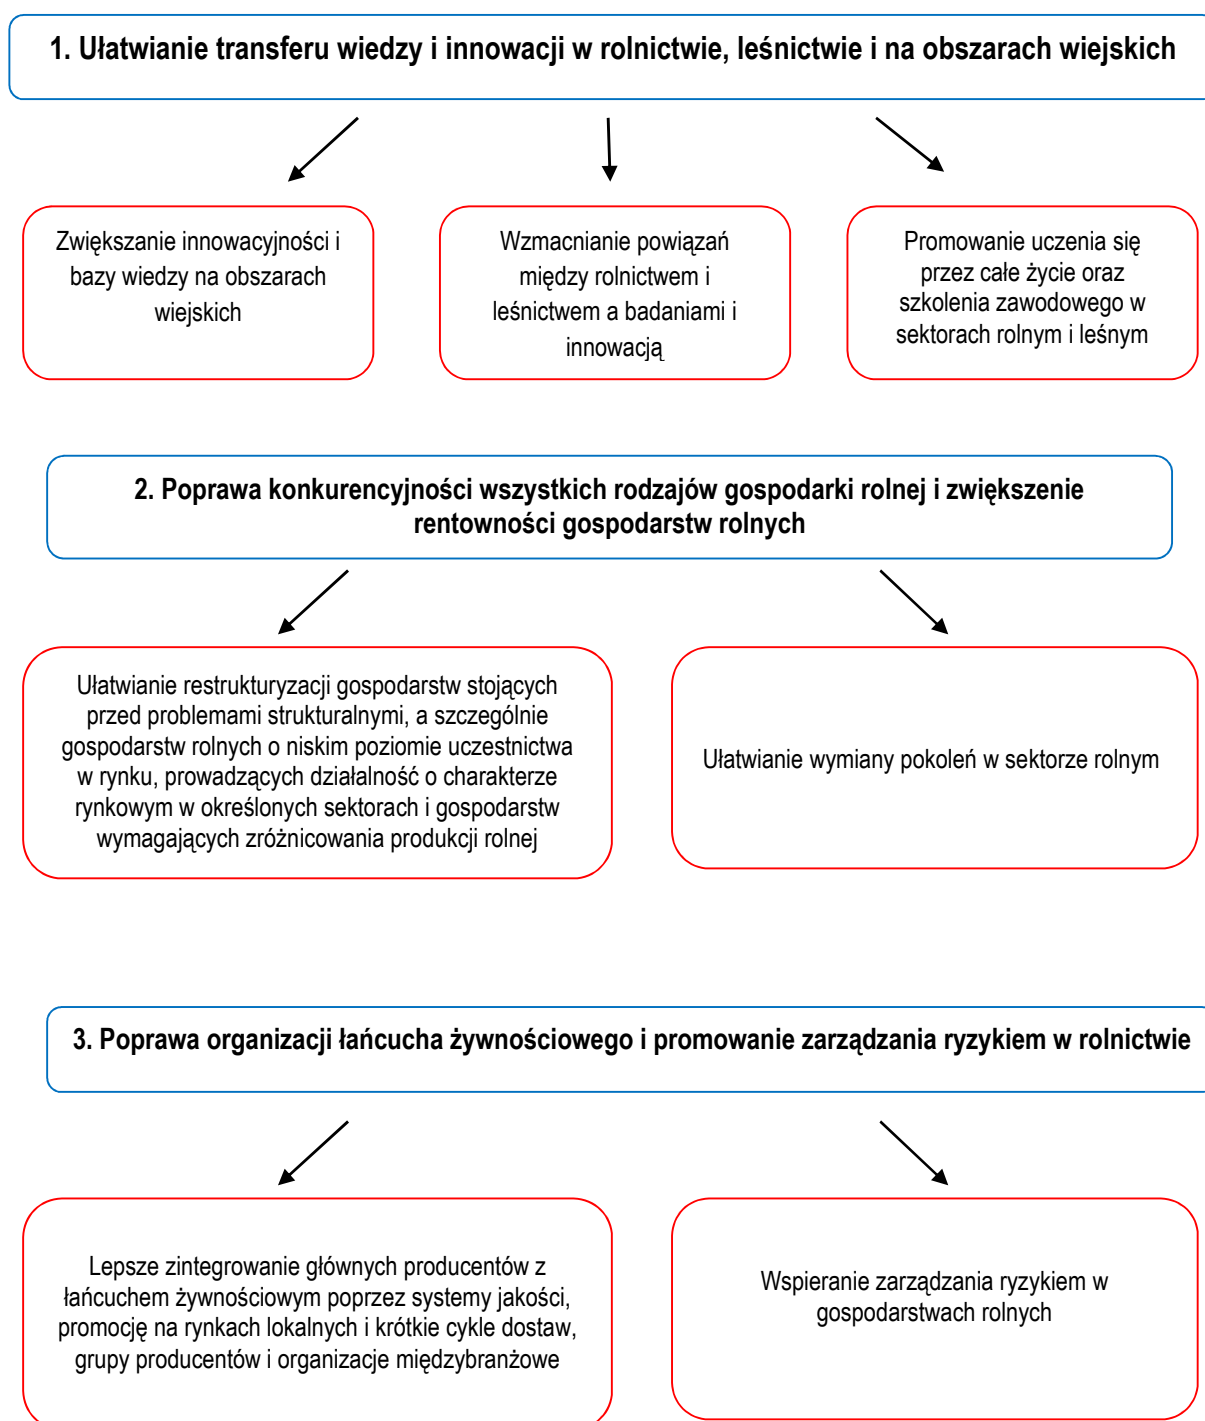 1. Ułatwianie transferu wiedzy i innowacji w rolnictwie, leśnictwie i na obszarach wiejskich
Zwiększanie innowacyjności i
bazy wiedzy na obszarach
wiejskich
Wzmacnianie powiązań
między rolnictwem i
leśnictwem a badaniami i
innowacją
Promowanie uczenia się
przez całe życie oraz
szkolenia zawodowego w
sektorach rolnym i leśnym
2. Poprawa konkurencyjności wszystkich rodzajów gospodarki rolnej i zwiększenie
rentowności gospodarstw rolnych
Ułatwianie restrukturyzacji gospodarstw stojących
przed problemami strukturalnymi, a szczególnie
gospodarstw rolnych o niskim poziomie uczestnictwa
w rynku, prowadzących działalność o charakterze
rynkowym w określonych sektorach i gospodarstw
wymagających zróżnicowania produkcji rolnej
Ułatwianie wymiany pokoleń w sektorze rolnym
3. Poprawa organizacji łańcucha żywnościowego i promowanie zarządzania ryzykiem w rolnictwie
Lepsze zintegrowanie głównych producentów z
łańcuchem żywnościowym poprzez systemy jakości,
promocję na rynkach lokalnych i krótkie cykle dostaw,
grupy producentów i organizacje międzybranżowe
Wspieranie zarządzania ryzykiem w
gospodarstwach rolnych